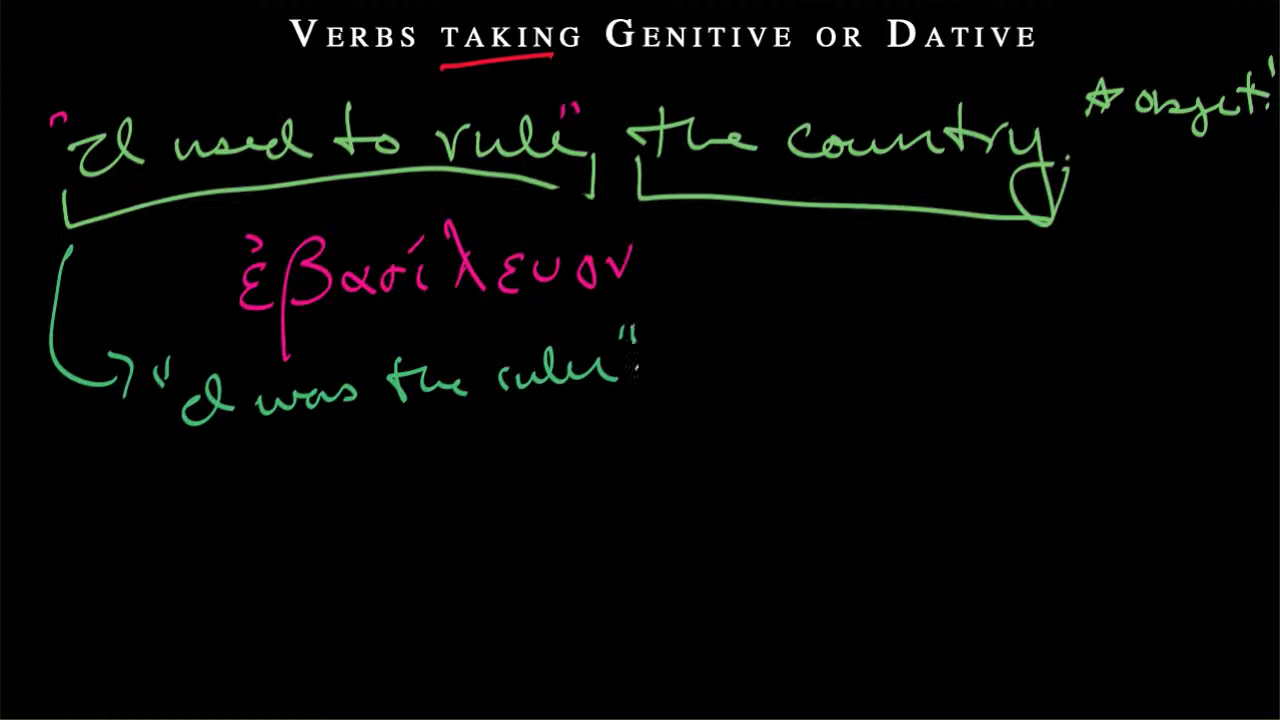 VERBS TAKING GENITIVE OR DATIVE
"I used to rule", the country. * object!
ἐβασίλευον
"I was the ruler"